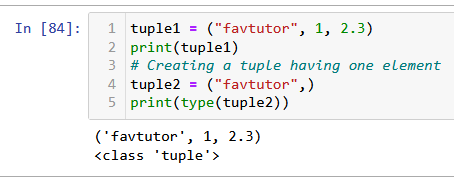 In [84]:
1 tuple1 = ("favtutor", 1, 2.3)
2 print(tuple1)
3 # Creating a tuple having one element
4 tuple2 = ("favtutor",)
5 print(type(tuple2))
('favtutor', 1, 2.3)
<class 'tuple'>